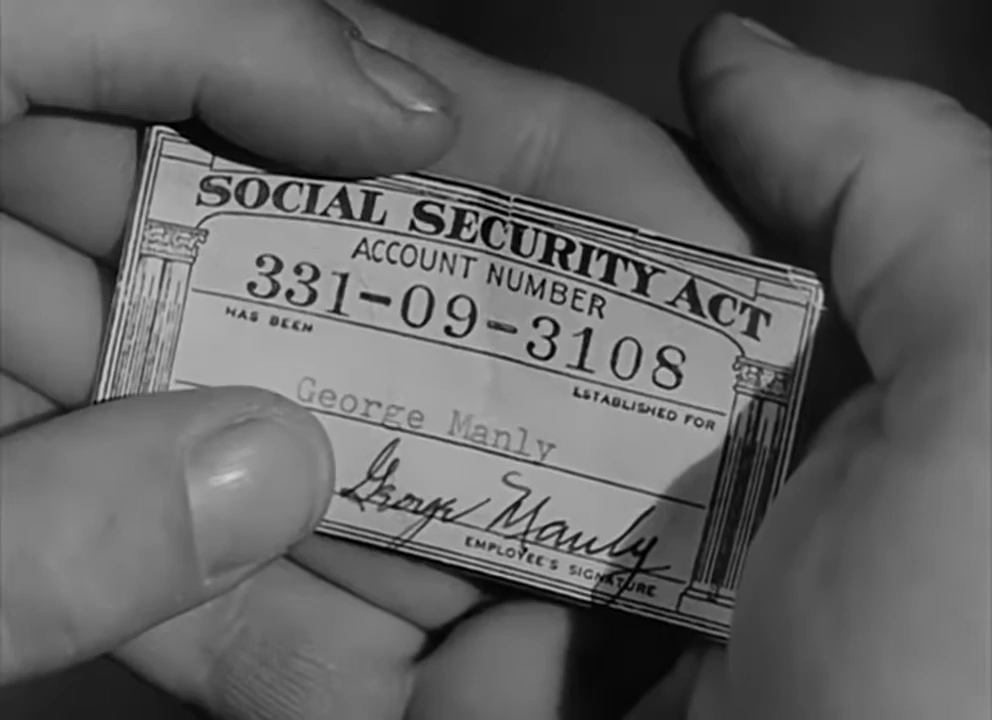 SOCIAL SECURITY ACT
ACCOUNT NUMBER
331-09-3108
HAS BEEN ESTABLISHED FOR
George Manly
George Manly
EMPLOYEE'S SIGNATURE